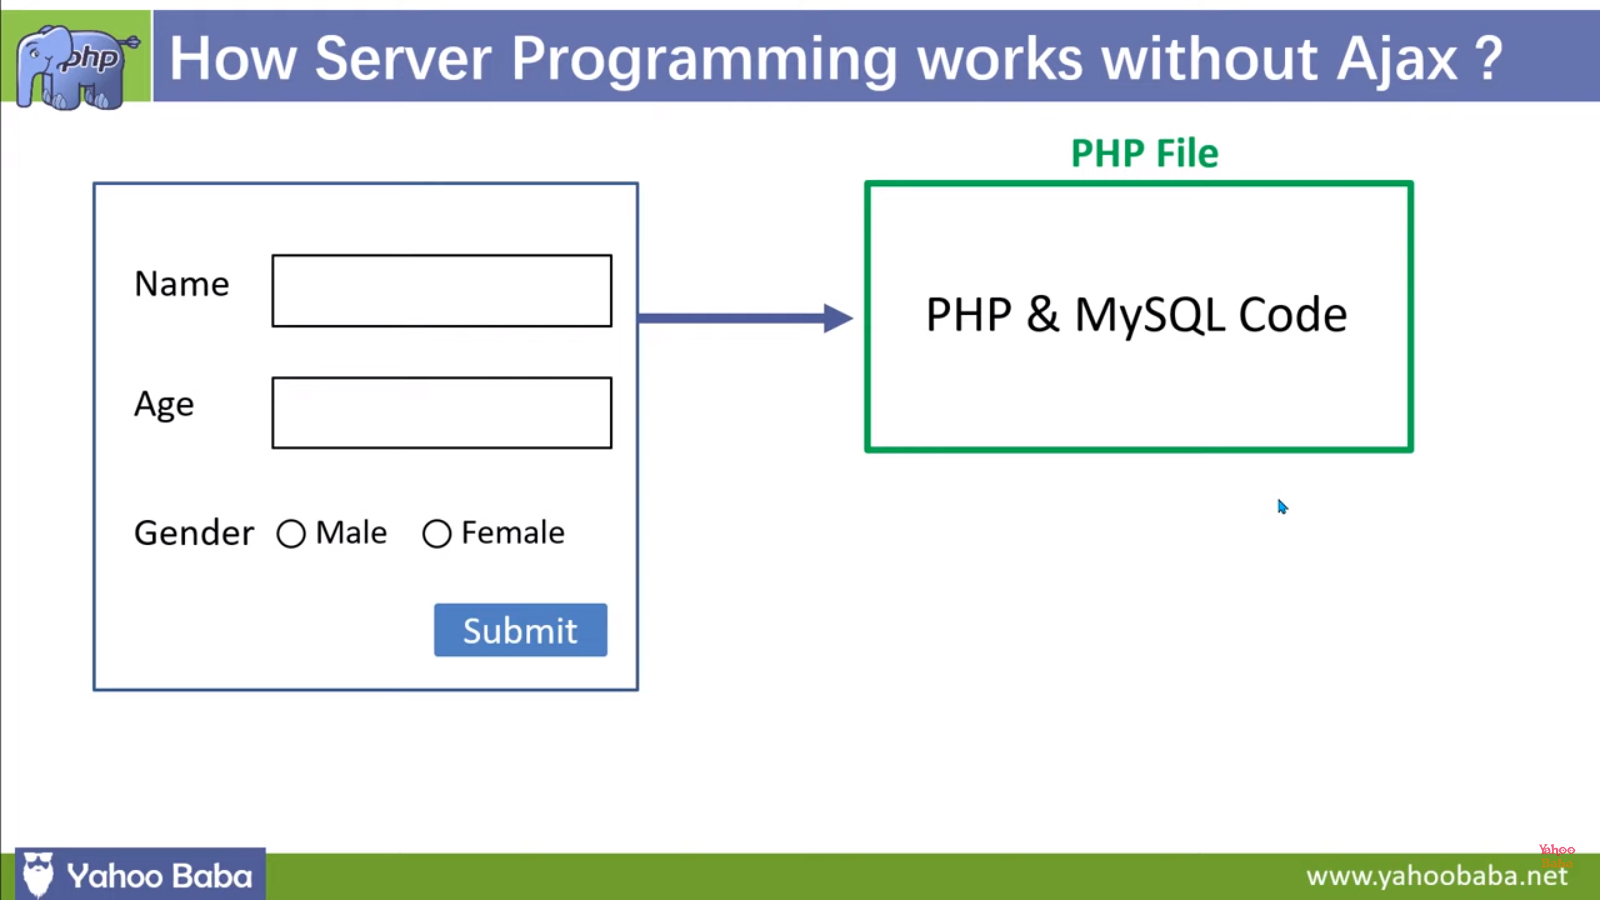 php
How Server Programming works without Ajax ?
PHP File
Name
Age
Gender
Male
Female
Submit
PHP & MySQL Code
Yahoo Baba
Yahoo
Baba
www.yahoobaba.net